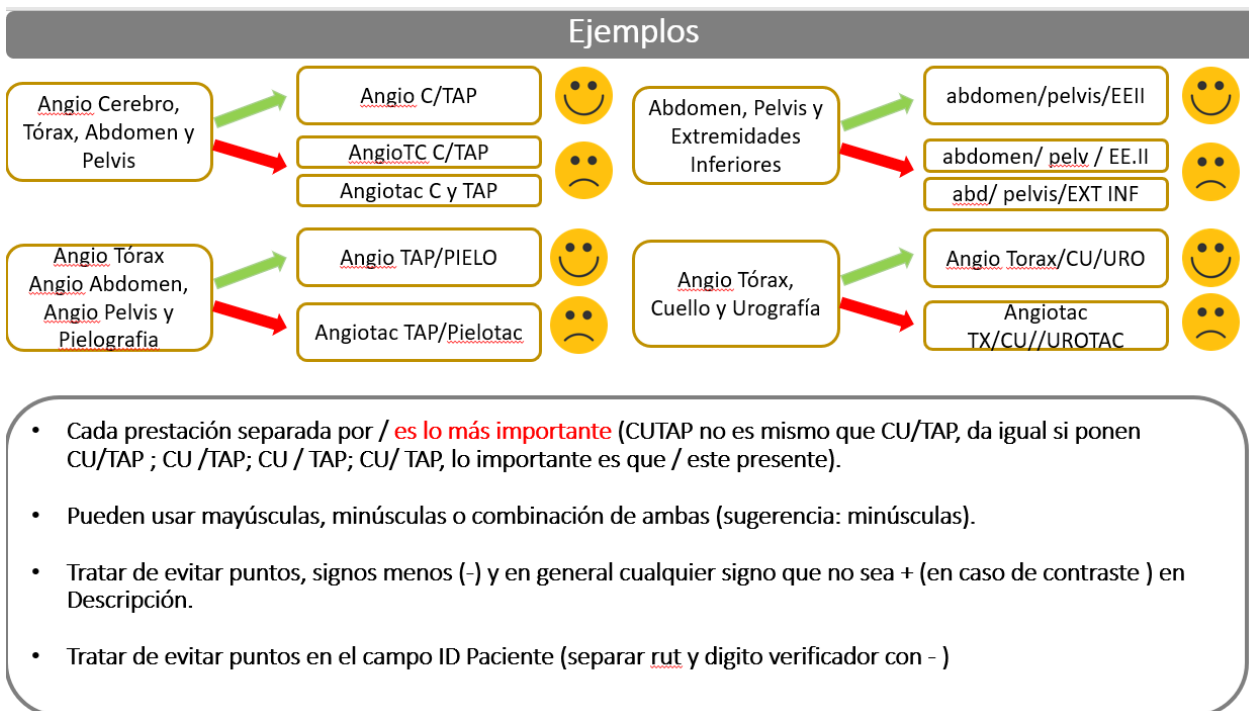 Ejemplos
Angio Cerebro,
Tórax, Abdomen y
Pelvis
Angio C/TAP
AngioTC C/TAP
Angiotac C y TAP
Abdomen, Pelvis y
Extremidades
Inferiores
abdomen/pelvis/EEII
abdomen/ pelv / EE.II
abd/ pelvis/EXT INF
Angio Tórax
Angio Abdomen,
Angio Pelvis y
Pielografia
Angio TAP/PIELO
Angiotac TAP/Pielotac
Angio Tórax,
Cuello y Urografía
Angio Torax/CU/URO
Angiotac
TX/CU//UROTAC
• Cada prestación separada por / es lo más importante (CUTAP no es mismo que CU/TAP, da igual si ponen
CU/TAP ; CU /TAP; CU / TAP; CU/ TAP, lo importante es que / este presente).
• Pueden usar mayúsculas, minúsculas o combinación de ambas (sugerencia: minúsculas).
• Tratar de evitar puntos, signos menos (-) y en general cualquier signo que no sea + (en caso de contraste ) en
Descripción.
• Tratar de evitar puntos en el campo ID Paciente (separar rut y digito verificador con - )